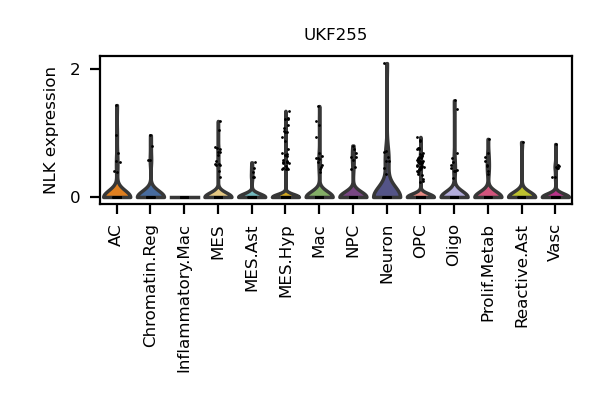 UKF255
NLK expression
2
0
AC
Chromatin.Reg
Inflammatory.Mac
MES
MES.Ast
MES.Hyp
Mac
NPC
Neuron
OPC
Oligo
Prolif.Metab
Reactive.Ast
Vasc